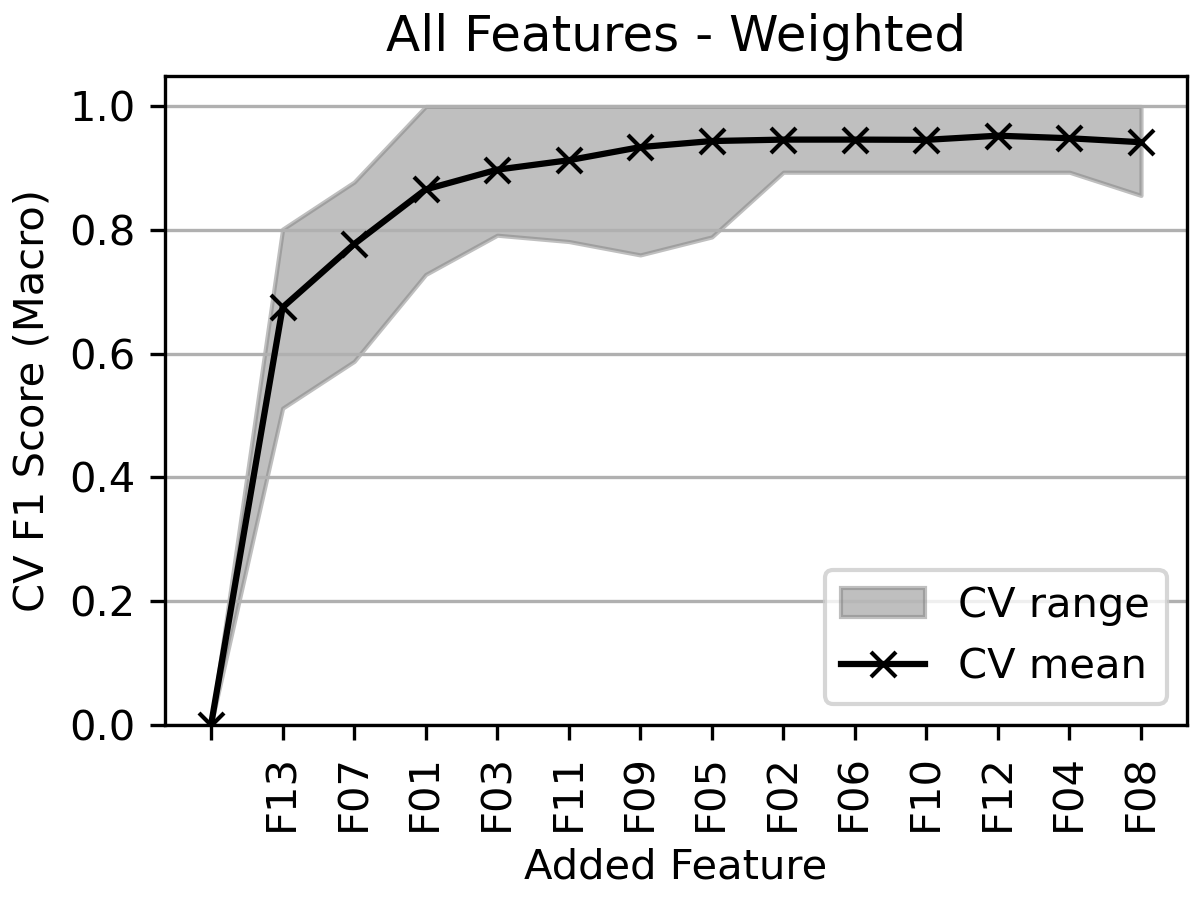 All Features - Weighted
CV F1 Score (Macro)
1.0
0.8
0.6
0.4
0.2
0.0
CV range
CV mean
F13 F07 F01 F03 F11 F09 F05 F02 F06 F10 F12 F04 F08
Added Feature